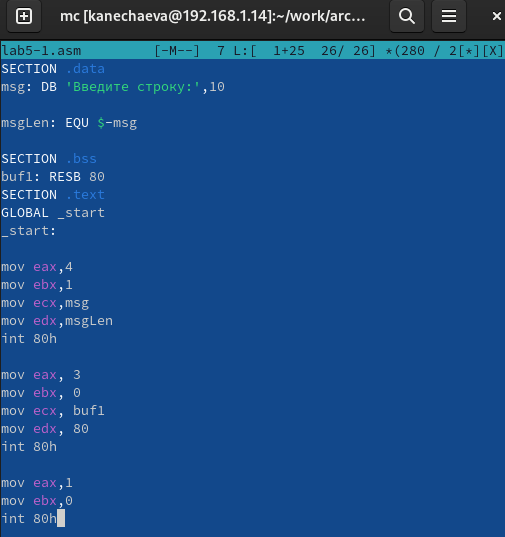 mc [kanechaeva@192.168.1.14]:~/work/arc...
lab5-1.asm [-M--] 7 L:[ 1+25 26/ 26] *(280 / 2[*][X]
SECTION .data
msg: DB 'Введите строку:',10
msgLen: EQU $-msg
SECTION .bss
buf1: RESB 80
SECTION .text
GLOBAL _start
_start:
mov eax,4
mov ebx,1
mov ecx,msg
mov edx,msgLen
int 80h
mov eax, 3
mov ebx, 0
mov ecx, buf1
mov edx, 80
int 80h
mov eax,1
mov ebx,0
int 80h